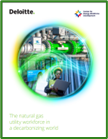 Deloitte.
The natural gas
utility workforce in
a decarbonizing world